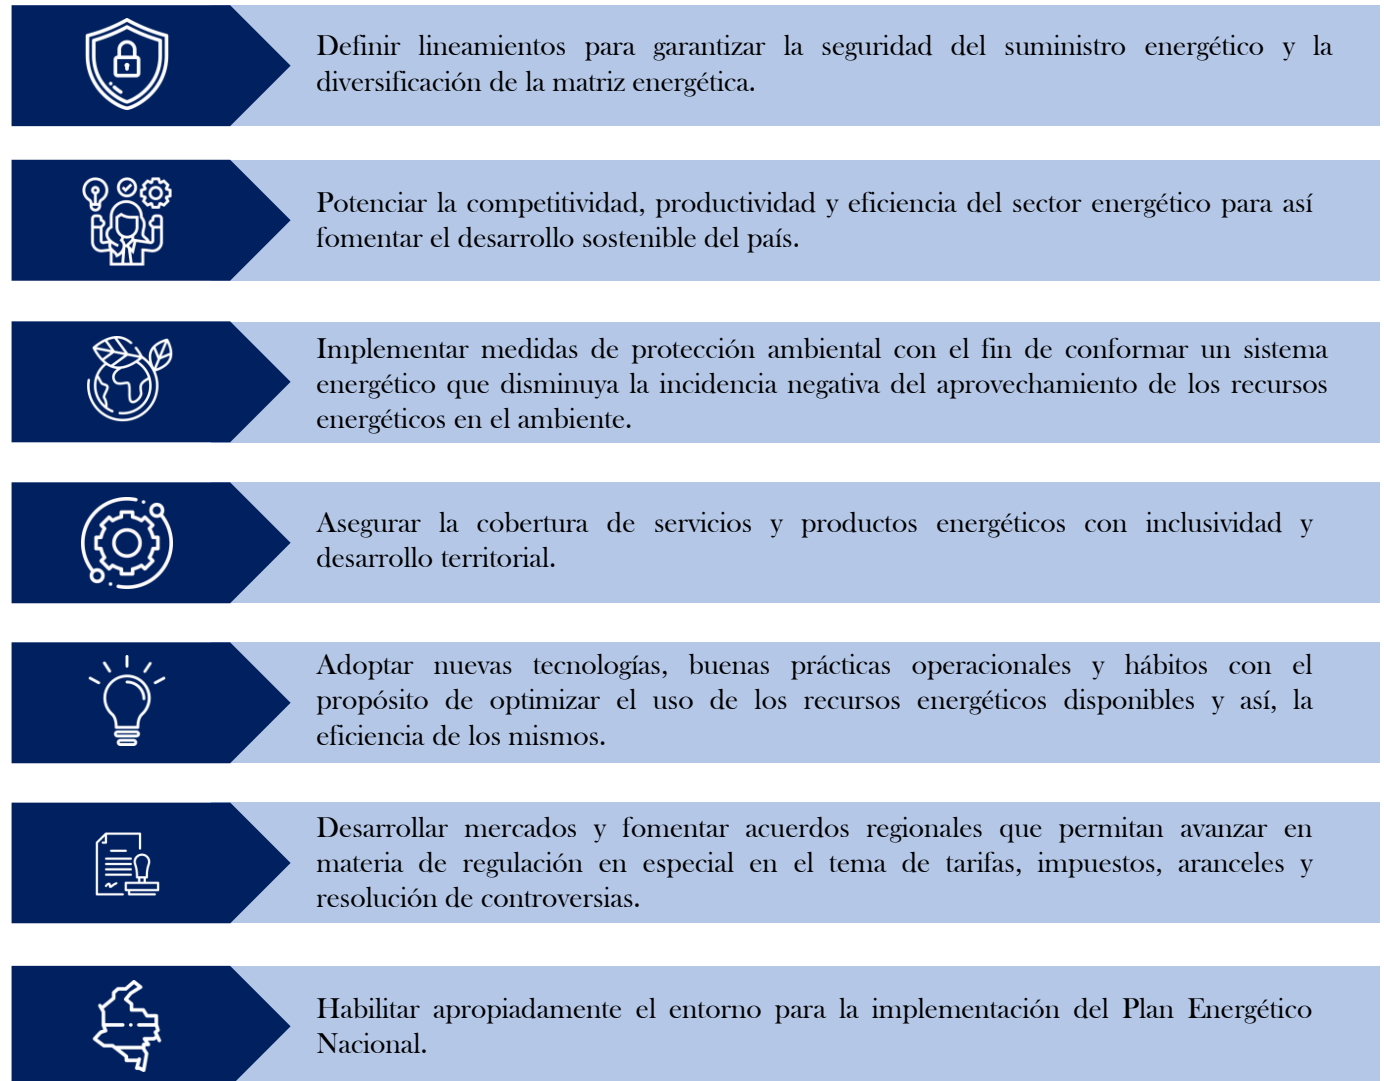 Definir lineamientos para garantizar la seguridad del suministro energético y la
diversificación de la matriz energética.
Potenciar la competitividad, productividad y eficiencia del sector energético para así
fomentar el desarrollo sostenible del país.
Implementar medidas de protección ambiental con el fin de conformar un sistema
energético que disminuya la incidencia negativa del aprovechamiento de los recursos
energéticos en el ambiente.
Asegurar la cobertura de servicios y productos energéticos con inclusividad y
desarrollo territorial.
Adoptar nuevas tecnologías, buenas prácticas operacionales y hábitos con el
propósito de optimizar el uso de los recursos energéticos disponibles y así, la
eficiencia de los mismos.
Desarrollar mercados y fomentar acuerdos regionales que permitan avanzar en
materia de regulación en especial en el tema de tarifas, impuestos, aranceles y
resolución de controversias.
Habilitar apropiadamente el entorno para la implementación del Plan Energético
Nacional.